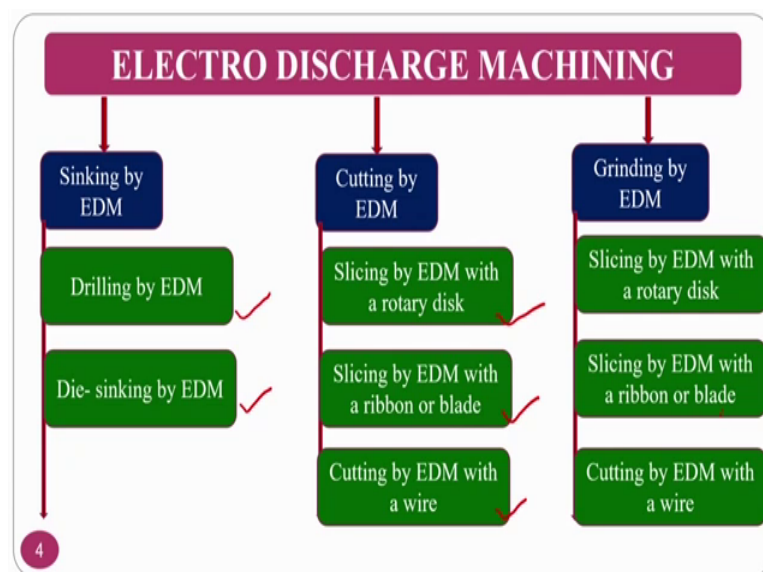 ELECTRO DISCHARGE MACHINING
Sinking by
EDM
Drilling by EDM
Die- sinking by EDM
Cutting by
EDM
Slicing by EDM with
a rotary disk
Slicing by EDM with
a ribbon or blade
Cutting by EDM with
a wire
Grinding by
EDM
Slicing by EDM with
a rotary disk
Slicing by EDM with
a ribbon or blade
Cutting by EDM with
a wire
4